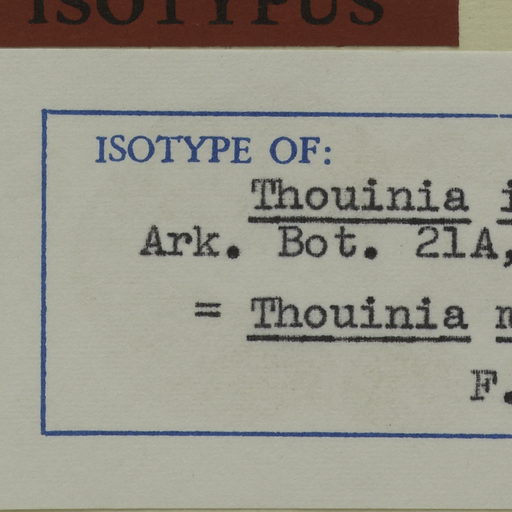 ISOTYPUS
ISOTYPE OF:
Thouinia i
Ark. Bot. 21A,
= Thouinia
F.